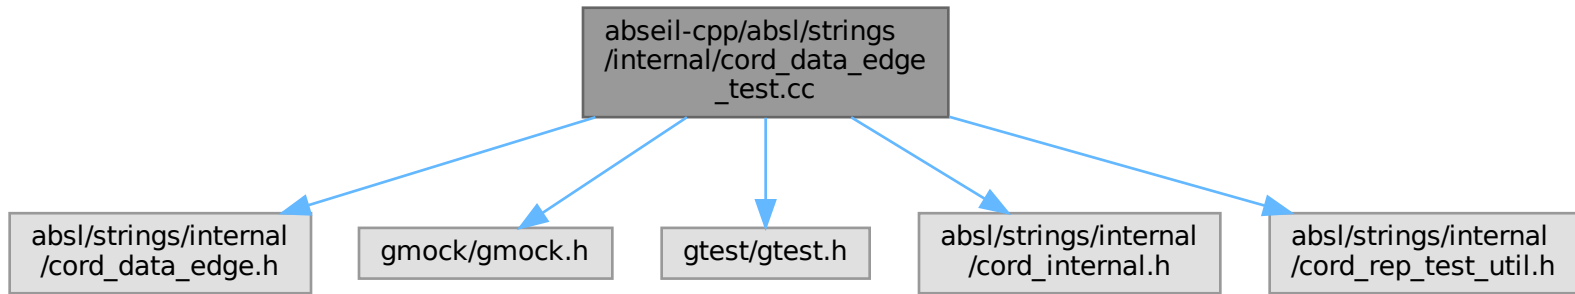 abseil-cpp/absl/strings
/internal/cord_data_edge
_test.cc
absl/strings/internal
/cord_data_edge.h
gmock/gmock.h
gtest/gtest.h
absl/strings/internal
/cord_internal.h
absl/strings/internal
/cord_rep_test_util.h